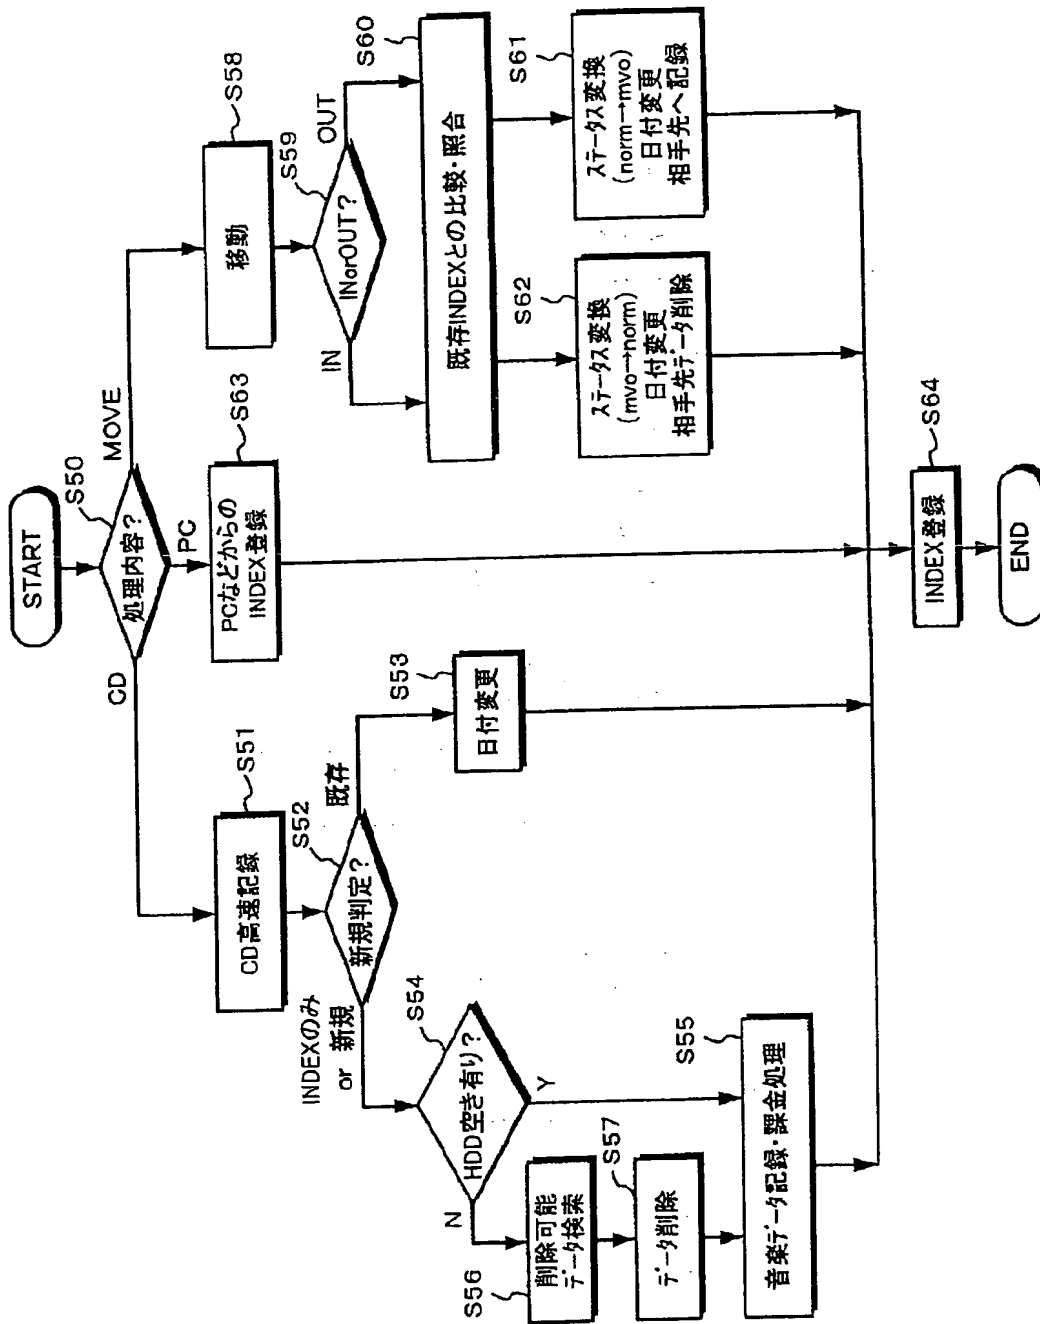 START
処理内容?
S50
CD
PC
MOVE
CD高速記録
S51
新規判定?
S52
INDEXのみ
or 新規
既存
日付変更
S53
HDD空き有り?
S54
N
Y
削除可能
データ検索
S56
データ削除
S57
音楽データ記録・課金処理
S55
PCなどからの
INDEX登録
S63
移動
S58
INorOUT?
S59
IN
OUT
既存INDEXとの比較・照合
S60
ステータス変換
(mvo→norm)
日付変更
相手先データ削除
S62
ステータス変換
(norm→mvo)
日付変更
相手先へ記録
S61
INDEX登録
S64
END